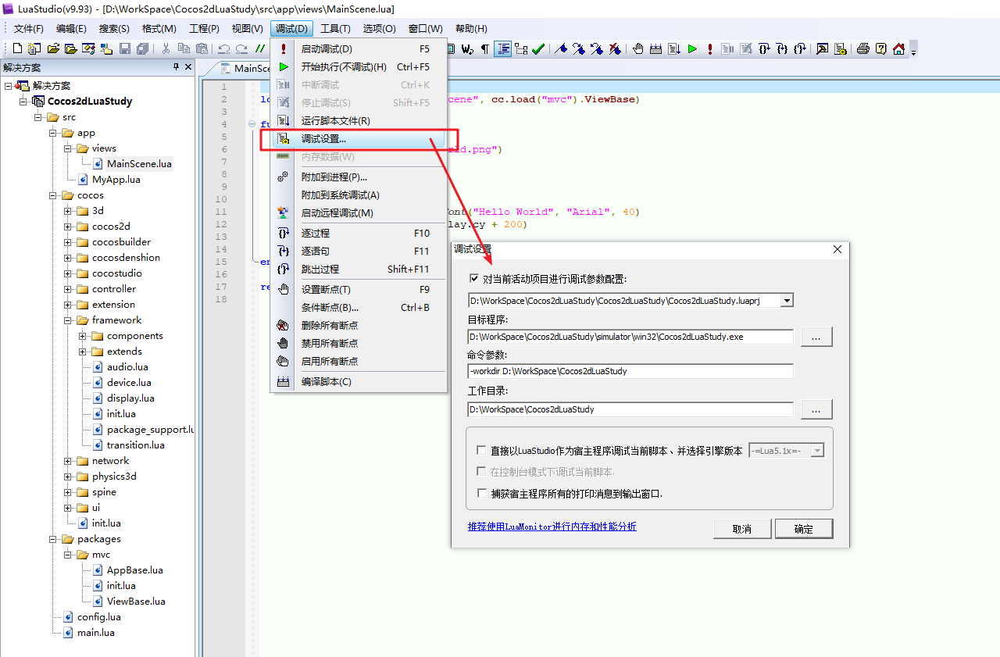 LuaStudio(v9.93) - [D:\WorkSpace\Cocos2dLuaStudy\src\app\views\MainScene.lua]
文件(F) 编辑(E) 搜索(S) 格式(M) 工程(P) 视图(V) 调试(D) 工具(T) 选项(O) 窗口(W) 帮助(H)
解决方案
解决方案
Cocos2dLuaStudy
src
app
views
MainScene.lua
MyApp.lua
cocos
3d
cocos2d
cocosbuilder
cocosdenshion
cocostudio
controller
extension
framework
components
extends
audio.lua
device.lua
display.lua
init.lua
package_support.lu
transition.lua
network
physics3d
spine
ui
init.lua
packages
mvc
AppBase.lua
init.lua
ViewBase.lua
config.lua
main.lua
MainSce
1
2 lo cene", cc.load("mvc").ViewBase)
3
4 fu
5
6 rld.png")
7
8
9
10
11 ont("Hello World", "Arial", 40)
12 lay.cy + 200)
13
14
15 en
16
17 re
18
启动调试(D) F5
开始执行(不调试)(H) Ctrl+F5
中断调试 Ctrl+K
停止调试(S) Shift+F5
运行脚本文件(R)
调试设置...
内存数据(W)
附加到进程(P)...
附加到系统调试(A)
启动远程调试(M)
逐过程 F10
逐语句 F11
跳出过程 Shift+F11
设置断点(T) F9
条件断点(B)... Ctrl+B
删除所有断点
禁用所有断点
启用所有断点
编译脚本(C)
调试设置
对当前活动项目进行调试参数配置:
D:\WorkSpace\Cocos2dLuaStudy\Cocos2dLuaStudy\Cocos2dLuaStudy.luaprj
目标程序:
D:\WorkSpace\Cocos2dLuaStudy\simulator\win32\Cocos2dLuaStudy.exe ...
命令参数:
-workdir D:\WorkSpace\Cocos2dLuaStudy
工作目录:
D:\WorkSpace\Cocos2dLuaStudy ...
直接以LuaStudio作为宿主程序调试当前脚本、并选择引擎版本 -=Lua5.1x=-
在控制台模式下调试当前脚本.
捕获宿主程序所有的打印消息到输出窗口.
推荐使用LuaMonitor进行内存和性能分析
取消 确定